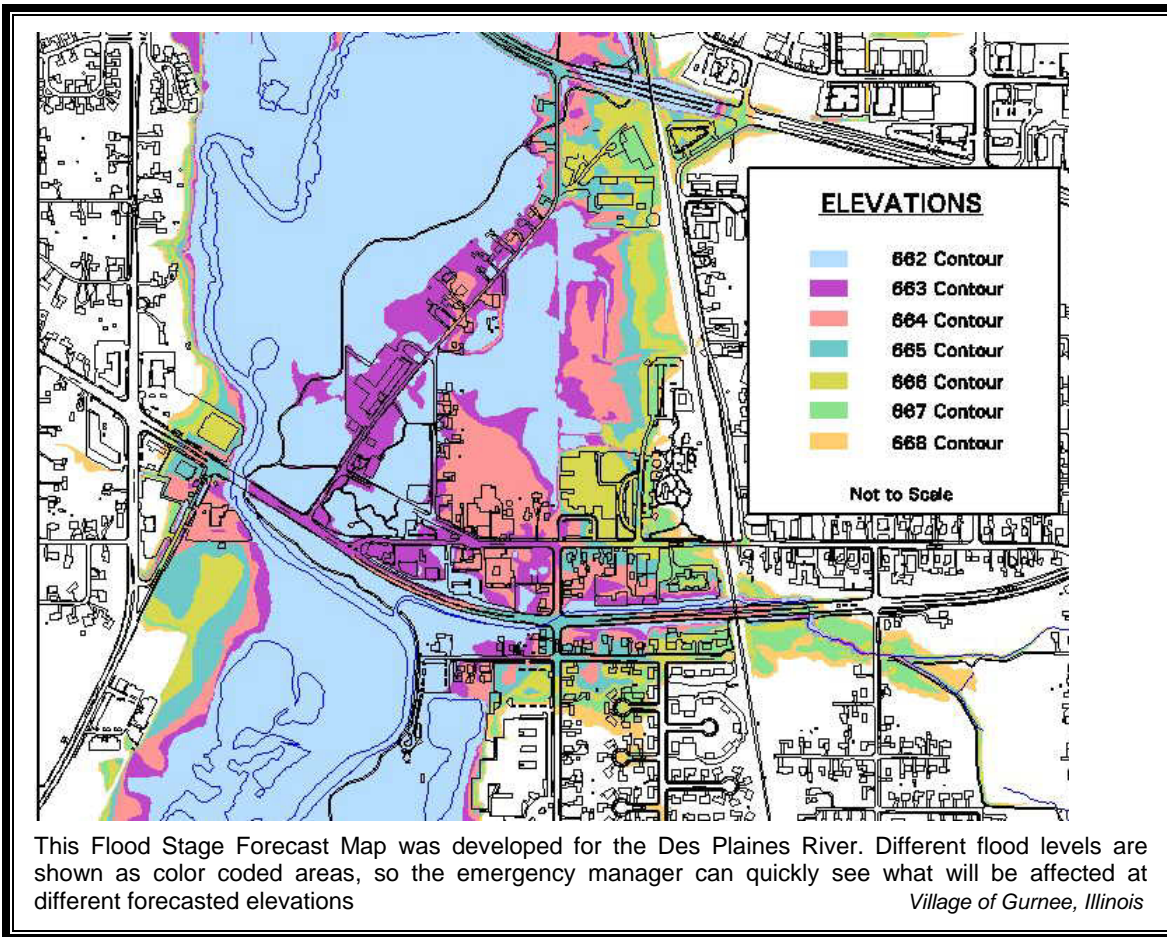 ELEVATIONS
662 Contour
663 Contour
664 Contour
665 Contour
666 Contour
667 Contour
668 Contour
Not to Scale
This Flood Stage Forecast Map was developed for the Des Plaines River. Different flood levels are
shown as color coded areas, so the emergency manager can quickly see what will be affected at
different forecasted elevations Village of Gurnee, Illinois